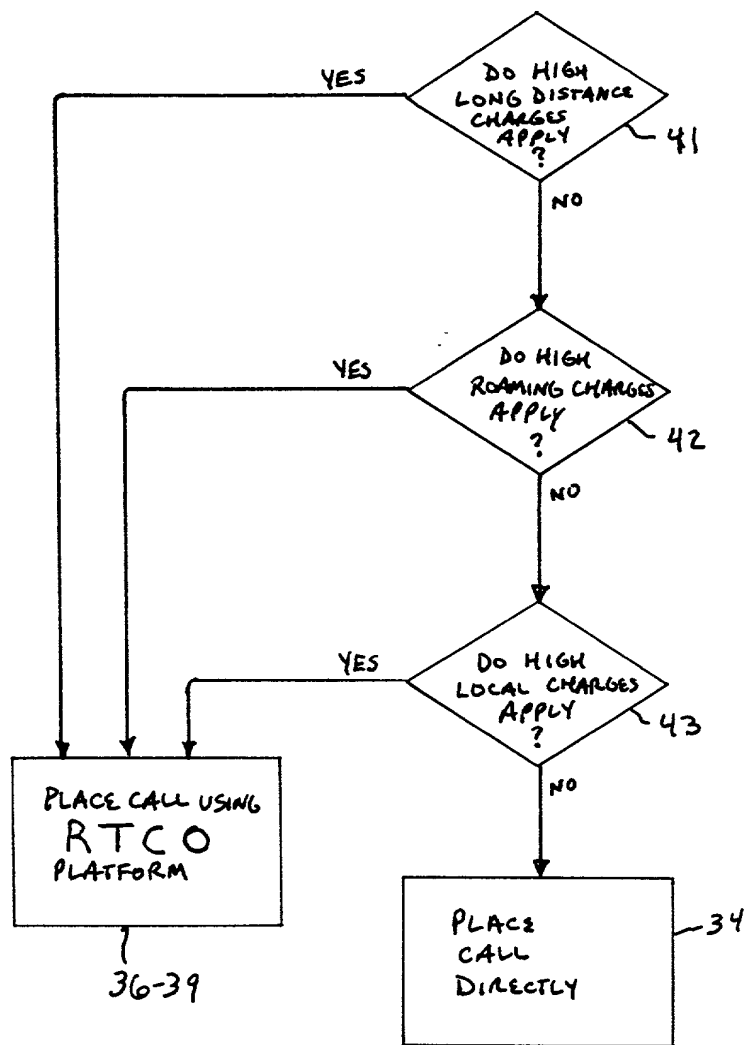 YES
DO HIGH
LONG DISTANCE
CHARGES
APPLY
?
41
NO
YES
DO HIGH
ROAMING CHARGES
APPLY
?
42
NO
YES
DO HIGH
LOCAL CHARGES
APPLY
?
43
NO
PLACE CALL USING
RTCO
PLATFORM
36-39
PLACE
CALL
DIRECTLY
34